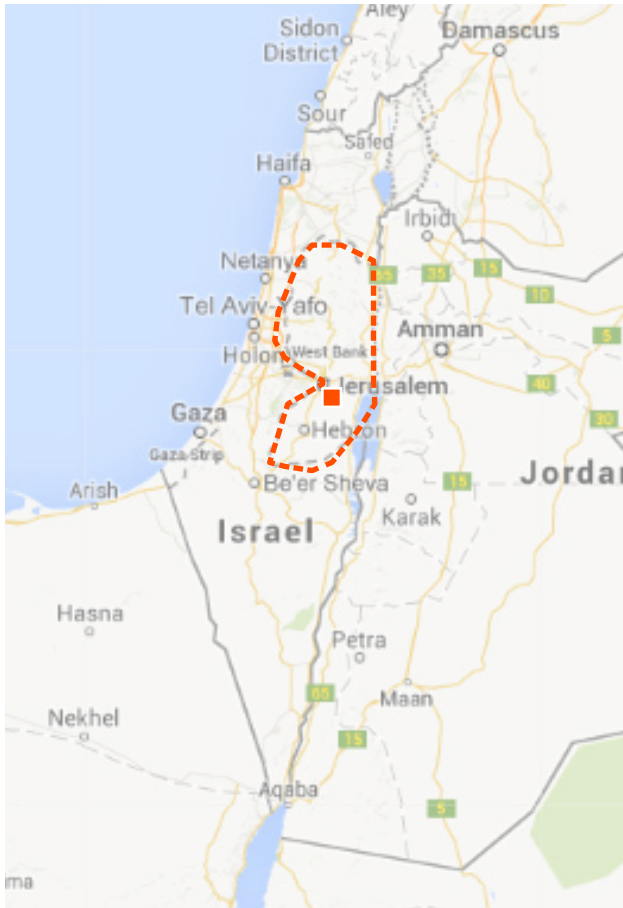 Aley
Sidon
District
Damascus
Sour
Safed
Haifa
Irbid
Netanya
65
35
15
10
Tel Aviv-Yafo
Amman
5
Holon
West Bank
Jerusalem
40
Gaza
30
Hebron
Gaza Strip
Jordan
Be'er Sheva
15
Arish
Karak
Israel
Hasna
Petra
65
Maan
Nekhel
15
Aqaba
5
ma